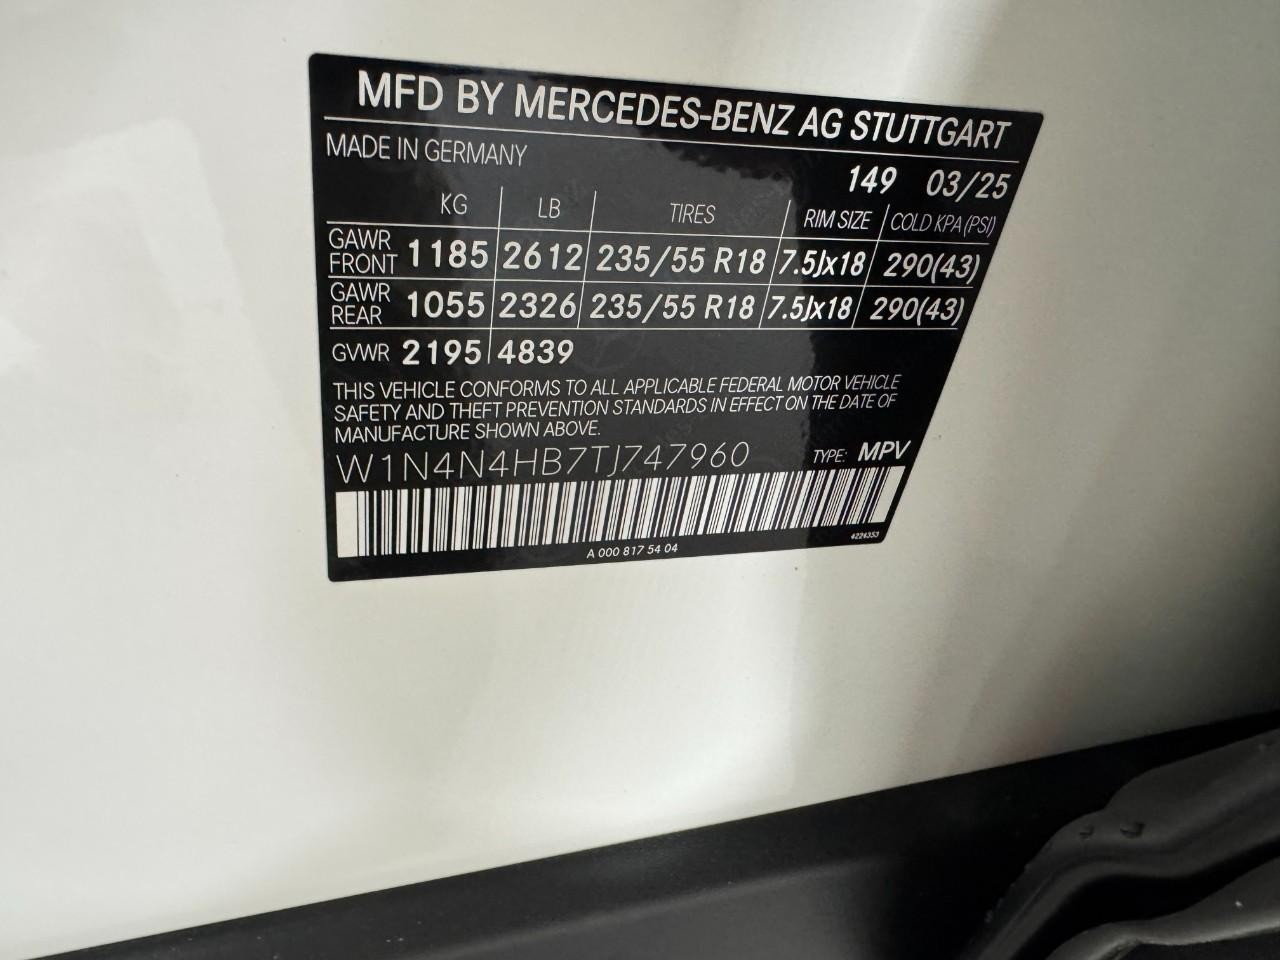 MFD BY MERCEDES-BENZ AG STUTTGART
MADE IN GERMANY
149 03/25
KG LB TIRES RIM SIZE COLD KPA (PSI)
GAWR FRONT 1185 2612 235/55 R18 7.5Jx18 290(43)
GAWR REAR 1055 2326 235/55 R18 7.5Jx18 290(43)
GVWR 2195 4839
THIS VEHICLE CONFORMS TO ALL APPLICABLE FEDERAL MOTOR VEHICLE
SAFETY AND THEFT PREVENTION STANDARDS IN EFFECT ON THE DATE OF
MANUFACTURE SHOWN ABOVE.
W1N4N4HB7TJ747960 TYPE: MPV
A 000 817 54 04
4224353